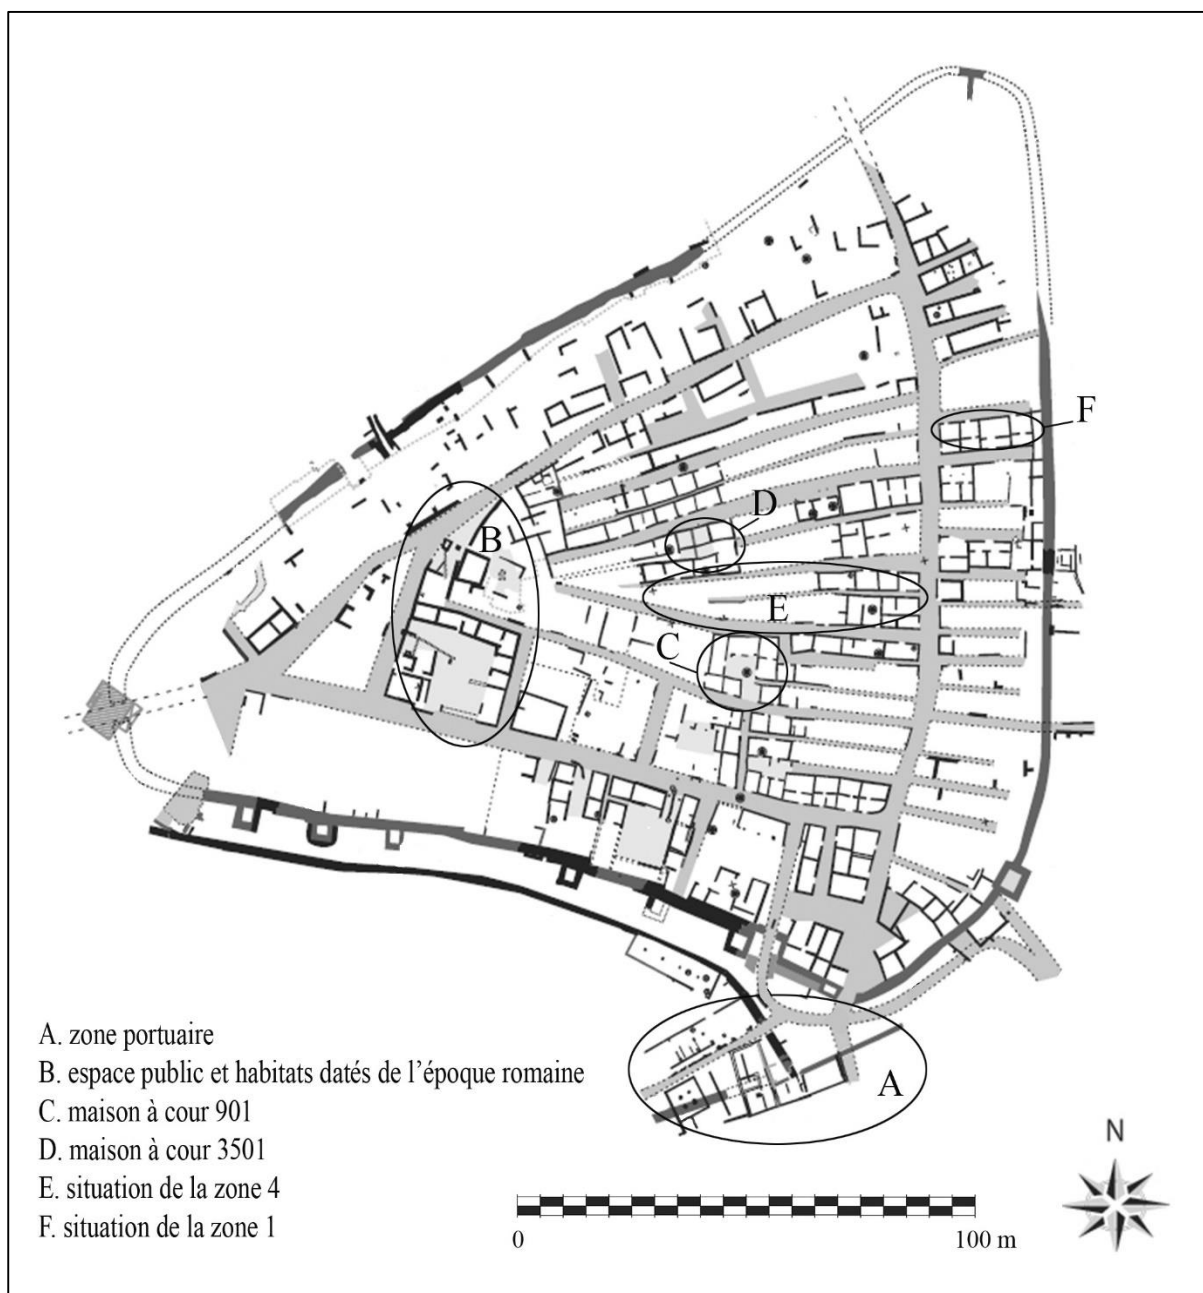 F
D
B
E
C
A
A. zone portuaire
B. espace public et habitats datés de l'époque romaine
C. maison à cour 901
D. maison à cour 3501
E. situation de la zone 4
F. situation de la zone 1
N
0 100 m